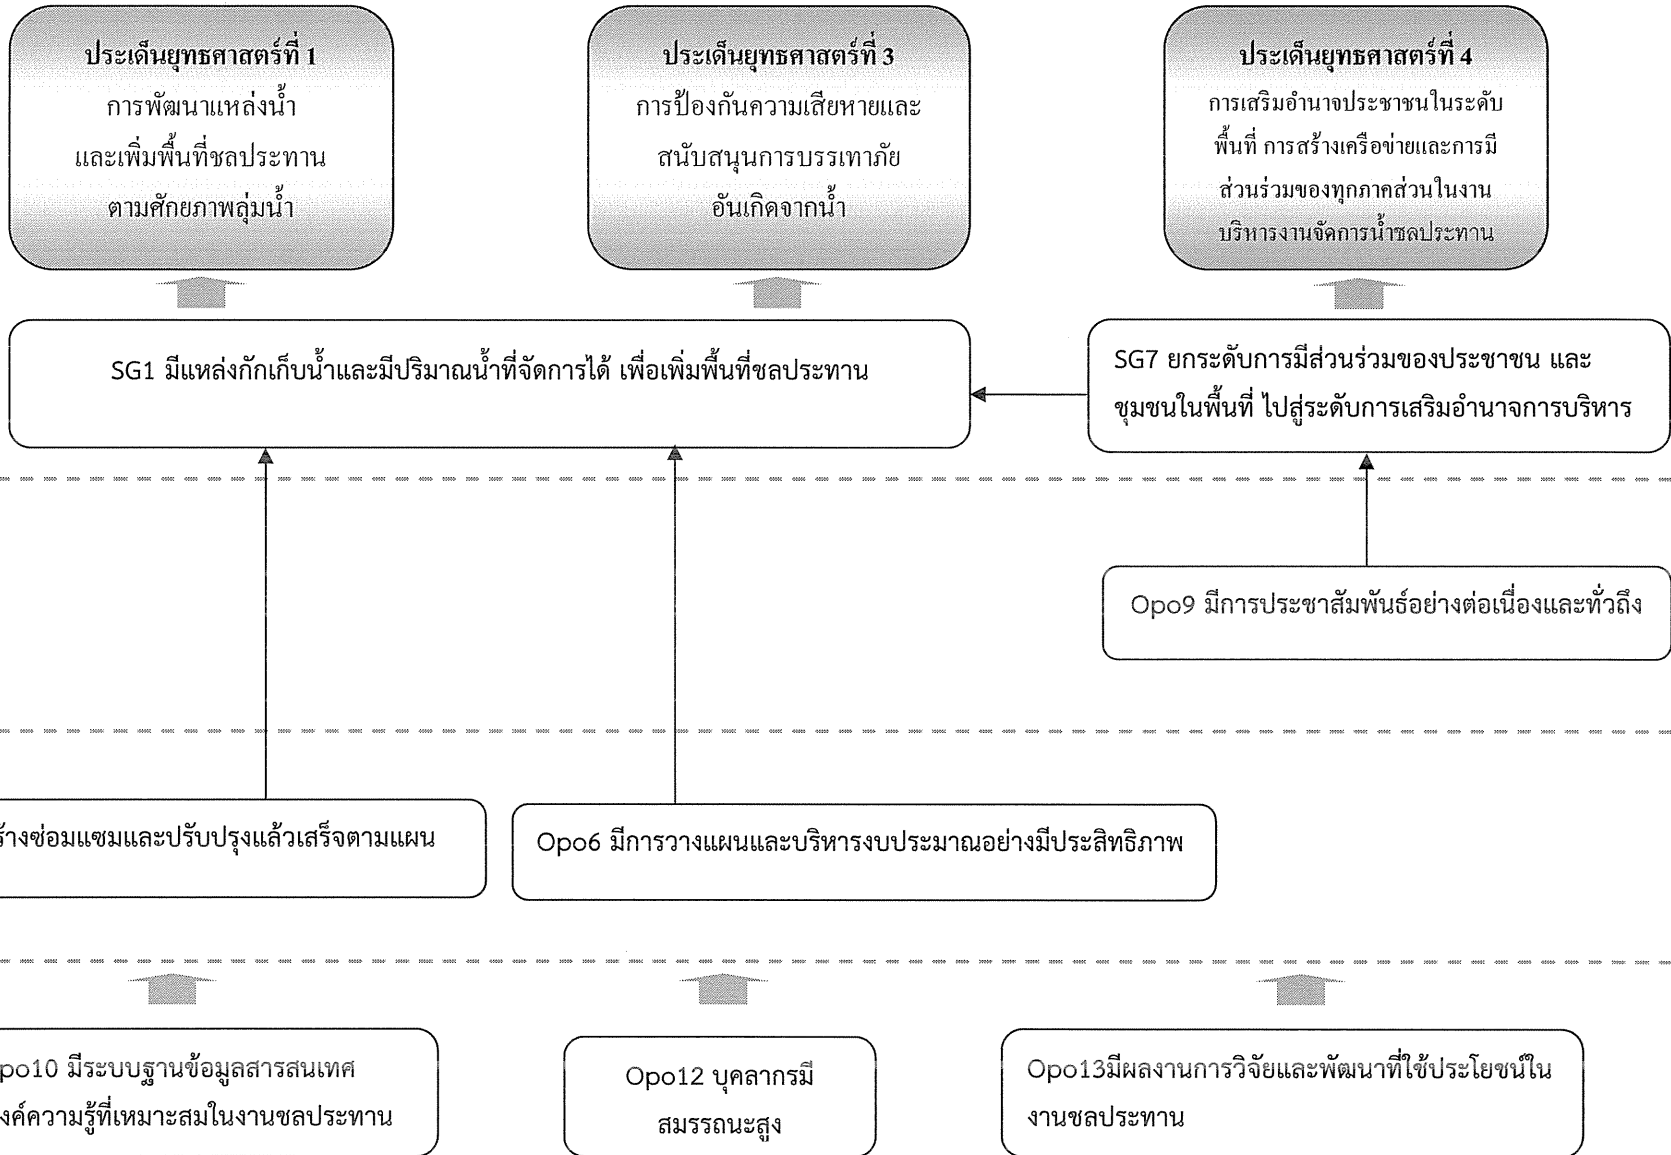 ประเด็นยุทธศาสตร์ที่ 1
การพัฒนาแหล่งน้ำ
และเพิ่มพื้นที่ชลประทาน
ตามศักยภาพลุ่มน้ำ
ประเด็นยุทธศาสตร์ที่ 3
การป้องกันความเสียหายและ
สนับสนุนการบรรเทาภัย
อันเกิดจากน้ำ
ประเด็นยุทธศาสตร์ที่ 4
การเสริมอำนาจประชาชนในระดับ
พื้นที่ การสร้างเครือข่ายและการมี
ส่วนร่วมของทุกภาคส่วนในงาน
บริหารงานจัดการน้ำชลประทาน
SG1 มีแหล่งกักเก็บน้ำและมีปริมาณน้ำที่จัดการได้ เพื่อเพิ่มพื้นที่ชลประทาน
SG7 ยกระดับการมีส่วนร่วมของประชาชน และ
ชุมชนในพื้นที่ ไปสู่ระดับการเสริมอำนาจการบริหาร
Opo9 มีการประชาสัมพันธ์อย่างต่อเนื่องและทั่วถึง
ร้างซ่อมแซมและปรับปรุงแล้วเสร็จตามแผน
Opo6 มีการวางแผนและบริหารงบประมาณอย่างมีประสิทธิภาพ
po10 มีระบบฐานข้อมูลสารสนเทศ
งค์ความรู้ที่เหมาะสมในงานชลประทาน
Opo12 บุคลากรมี
สมรรถนะสูง
Opo13มีผลงานการวิจัยและพัฒนาที่ใช้ประโยชน์ใน
งานชลประทาน